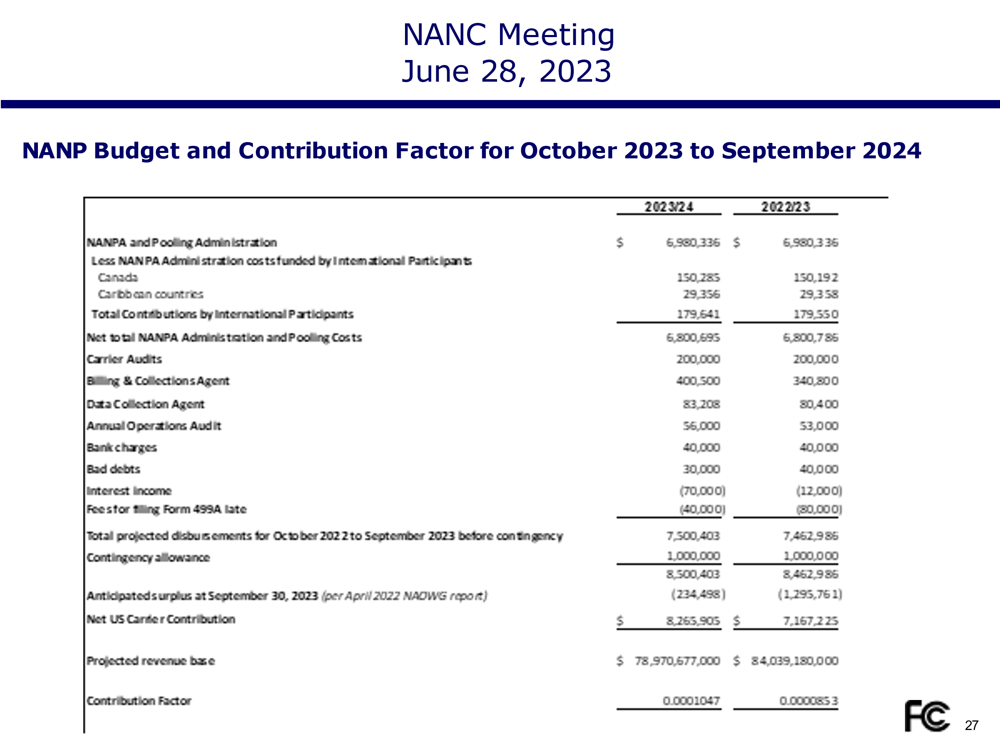 NANC Meeting
June 28, 2023
NANP Budget and Contribution Factor for October 2023 to September 2024
2023/24 2022/23
NANPA and Pooling Administration $ 6,980,336 $ 6,980,336
Less NANPA Administration costs funded by International Participants
Canada 150,285 150,192
Caribbean countries 29,356 29,358
Total Contributions by International Participants 179,641 179,550
Net total NANPA Administration and Pooling Costs 6,800,695 6,800,786
Carrier Audits 200,000 200,000
Billing & Collections Agent 400,500 340,800
Data Collection Agent 83,208 80,400
Annual Operations Audit 56,000 53,000
Bank charges 40,000 40,000
Bad debts 30,000 40,000
Interest income (70,000) (12,000)
Fees for filing Form 499A late (40,000) (80,000)
Total projected disbursements for October 2022 to September 2023 before contingency 7,500,403 7,462,986
Contingency allowance 1,000,000 1,000,000
8,500,403 8,462,986
Anticipated surplus at September 30, 2023 (per April 2022 NAOWG report) (234,498) (1,295,761)
Net US Carrier Contribution $ 8,265,905 $ 7,167,225
Projected revenue base $ 78,970,677,000 $ 84,039,180,000
Contribution Factor 0.0001047 0.0000853
FCC
27